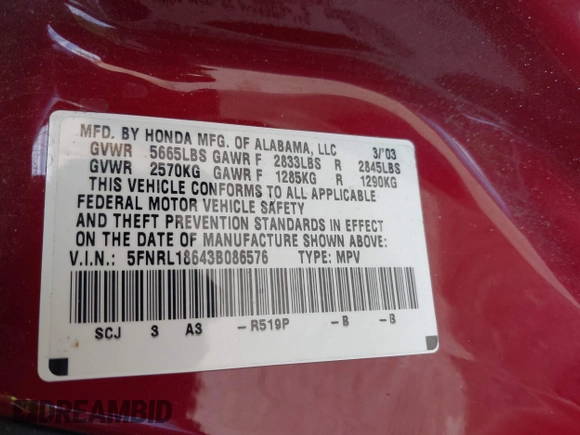 MFD. BY HONDA MFG. OF ALABAMA, LLC 3/'03
GVWR 5665LBS GAWR F 2833LBS R 2845LBS
GVWR 2570KG GAWR F 1285KG R 1290KG
THIS VEHICLE CONFORMS TO ALL APPLICABLE
FEDERAL MOTOR VEHICLE SAFETY
AND THEFT PREVENTION STANDARDS IN EFFECT
ON THE DATE OF MANUFACTURE SHOWN ABOVE:
V.I.N.: 5FNRL18643B086576 TYPE: MPV
SCJ 3 A3 -R519P -B -B
DREAMBID